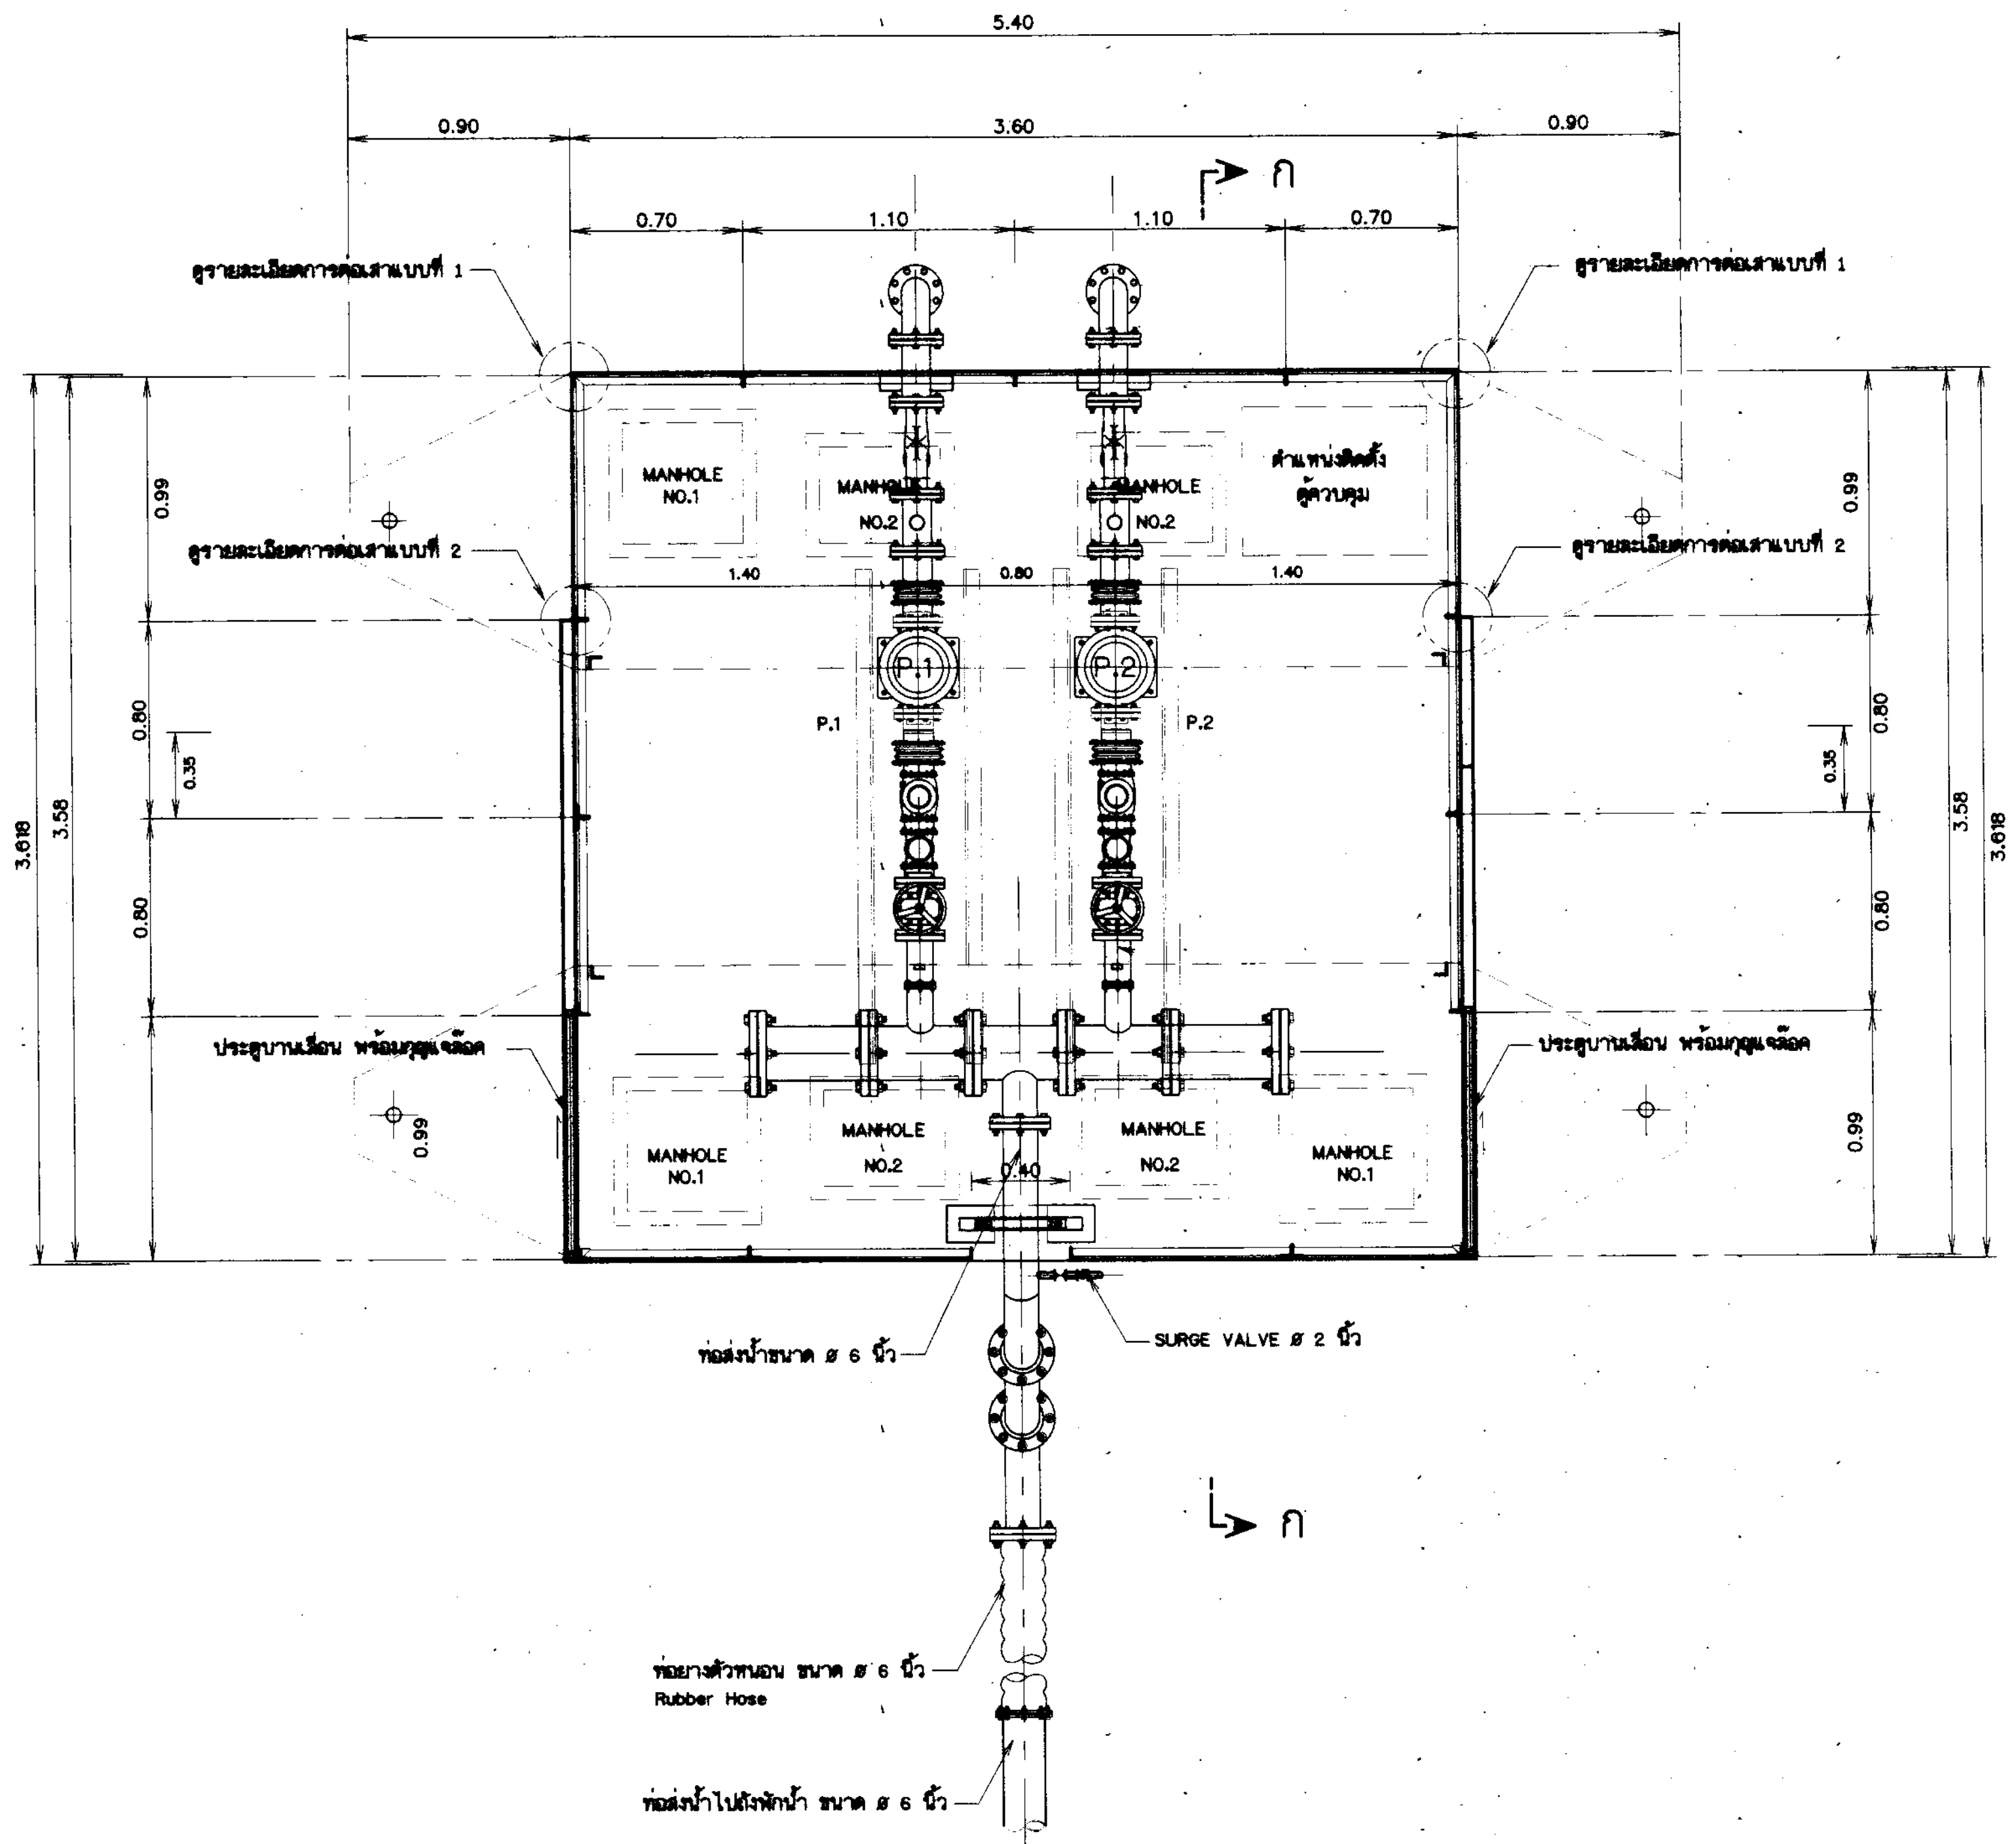 5.40
0.90
3.60
0.90
ก
0.70
1.10
1.10
0.70
ดูรายละเอียดการต่อเสาแบบที่ 1
ดูรายละเอียดการต่อเสาแบบที่ 1
MANHOLE
NO.1
MANHOLE
NO.2
MANHOLE
NO.2
ตำแหน่งติดตั้ง
ตู้ควบคุม
0.99
0.99
ดูรายละเอียดการต่อเสาแบบที่ 2
ดูรายละเอียดการต่อเสาแบบที่ 2
1.40
0.80
1.40
P.1
P.2
P.1
P.2
0.80
0.35
0.80
0.35
3.618
3.58
3.58
3.618
0.80
0.80
ประตูบานเลื่อน พร้อมกุญแจล๊อค
ประตูบานเลื่อน พร้อมกุญแจล๊อค
0.99
0.99
MANHOLE
NO.1
MANHOLE
NO.2
MANHOLE
NO.2
MANHOLE
NO.1
0.40
ท่อส่งน้ำขนาด ø 6 นิ้ว
SURGE VALVE ø 2 นิ้ว
ก
ท่อยางตัวหนอน ขนาด ø 6 นิ้ว
Rubber Hose
ท่อส่งน้ำไปถังพักน้ำ ขนาด ø 6 นิ้ว